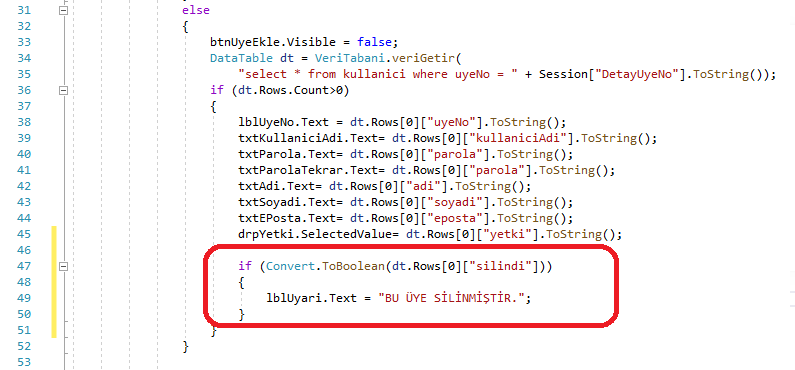 31 else
32 {
33 btnUyeEkle.Visible = false;
34 DataTable dt = VeriTabani.veriGetir(
35 "select * from kullanici where uyeNo = " + Session["DetayUyeNo"].ToString());
36 if (dt.Rows.Count>0)
37 {
38 lblUyeNo.Text = dt.Rows[0]["uyeNo"].ToString();
39 txtKullaniciAdi.Text= dt.Rows[0]["kullaniciAdi"].ToString();
40 txtParola.Text= dt.Rows[0]["parola"].ToString();
41 txtParolaTekrar.Text= dt.Rows[0]["parola"].ToString();
42 txtAdi.Text= dt.Rows[0]["adi"].ToString();
43 txtSoyadi.Text= dt.Rows[0]["soyadi"].ToString();
44 txtEPosta.Text= dt.Rows[0]["eposta"].ToString();
45 drpYetki.SelectedValue= dt.Rows[0]["yetki"].ToString();
46
47 if (Convert.ToBoolean(dt.Rows[0]["silindi"]))
48 {
49 lblUyari.Text = "BU ÜYE SİLİNMİŞTİR.";
50 }
51 }
52 }
53